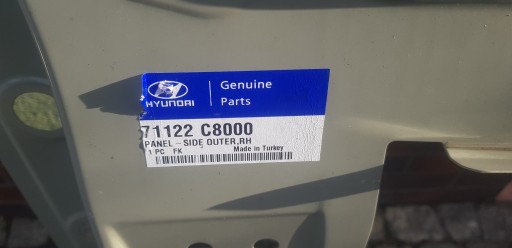 HYUNDAI
Genuine
Parts
71122 C8000
PANEL-SIDE OUTER,RH
1 PC FK Made in Turkey